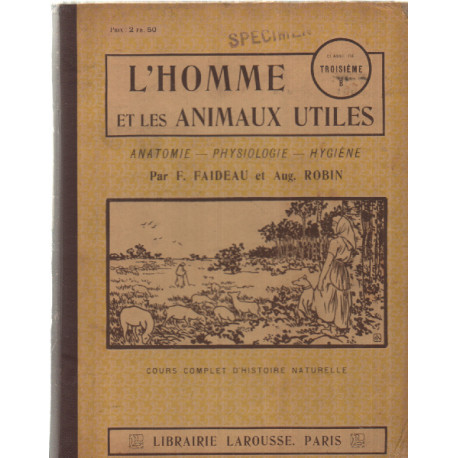 Prix : 2 fr. 50
SPECIMEN
TROISIÈME
L'HOMME
ET LES ANIMAUX UTILES
ANATOMIE — PHYSIOLOGIE — HYGIÈNE
Par F. FAIDEAU et Aug. ROBIN
COURS COMPLET D'HISTOIRE NATURELLE
LIBRAIRIE LAROUSSE. PARIS